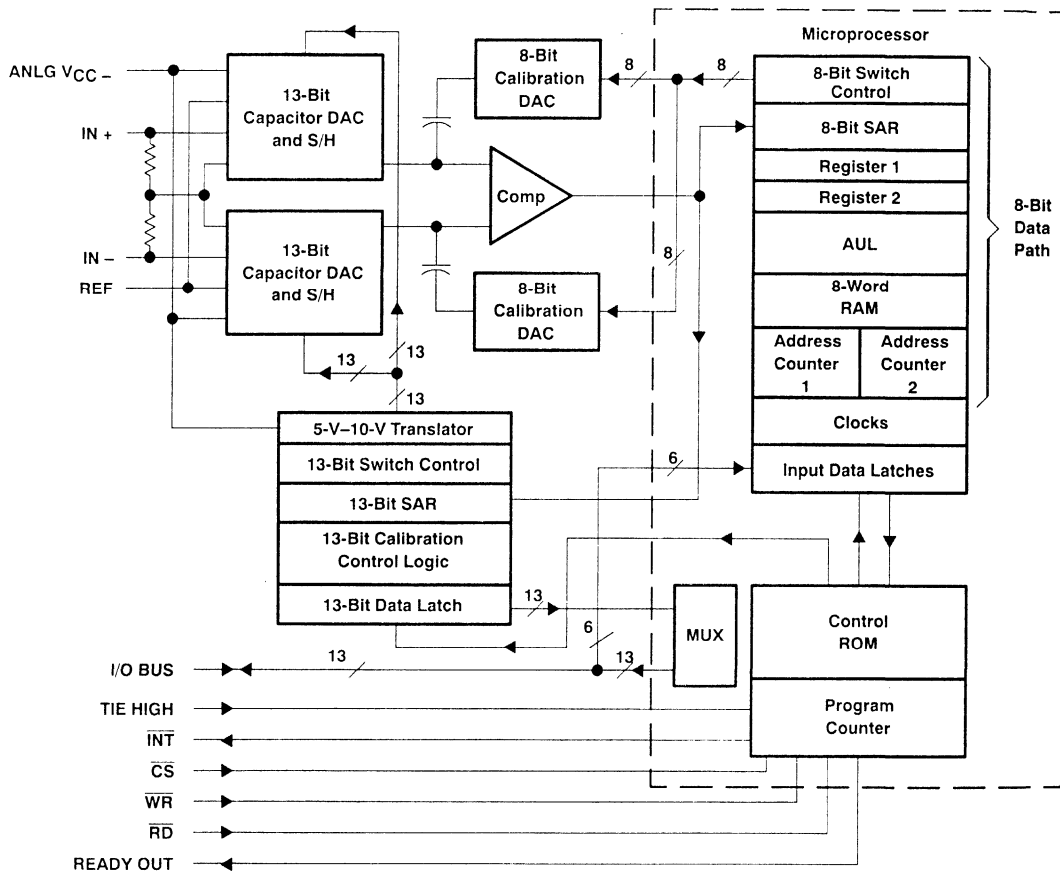 Microprocessor
ANLG VCC –
IN +
IN –
REF
13-Bit
Capacitor DAC
and S/H
13-Bit
Capacitor DAC
and S/H
8-Bit
Calibration
DAC
8
8
Comp
8
8-Bit
Calibration
DAC
8-Bit Switch
Control
8-Bit SAR
Register 1
Register 2
AUL
8-Word
RAM
Address
Counter
1
Address
Counter
2
Clocks
Input Data Latches
8-Bit
Data
Path
13
13
13
5-V–10-V Translator
13-Bit Switch Control
13-Bit SAR
13-Bit Calibration
Control Logic
13-Bit Data Latch
6
13
MUX
6
13
13
Control
ROM
Program
Counter
I/O BUS
TIE HIGH
INT
CS
WR
RD
READY OUT